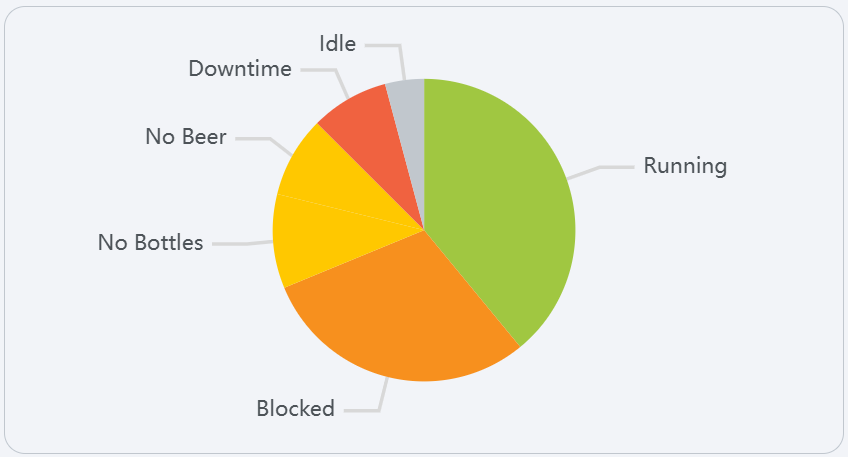 Idle
Downtime
No Beer
Running
No Bottles
Blocked